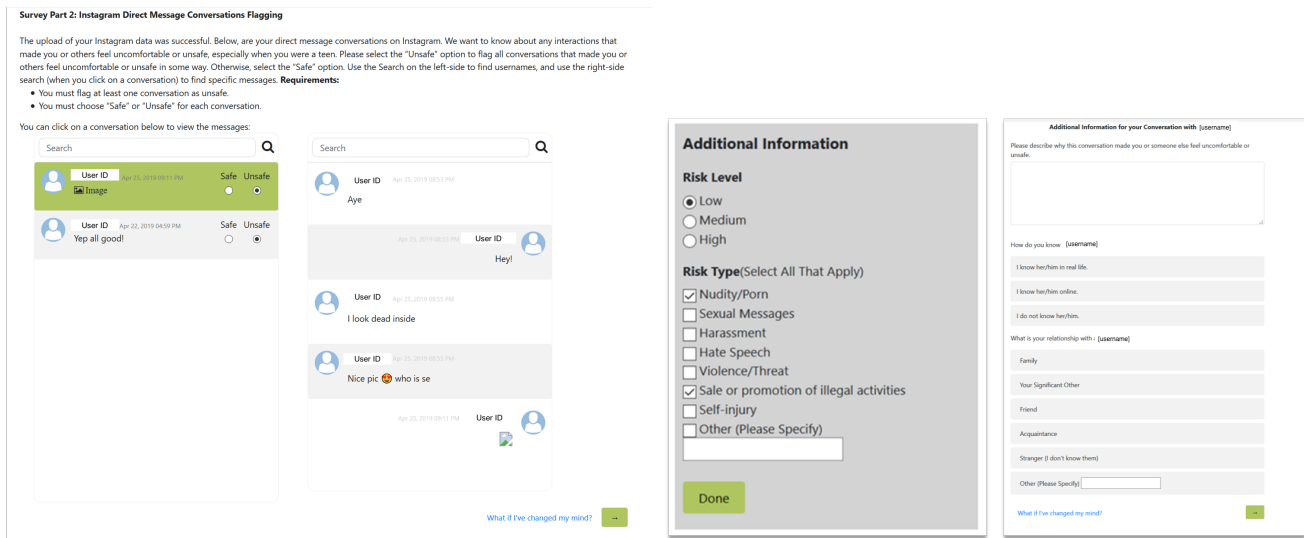 Survey Part 2: Instagram Direct Message Conversations Flagging
The upload of your Instagram data was successful. Below, are your direct message conversations on Instagram. We want to know about any interactions that
made you or others feel uncomfortable or unsafe, especially when you were a teen. Please select the “Unsafe” option to flag all conversations that made you or
others feel uncomfortable or unsafe in some way. Otherwise, select the “Safe” option. Use the Search on the left-side to find usernames, and use the right-side
search (when you click on a conversation) to find specific messages. Requirements:
• You must flag at least one conversation as unsafe.
• You must choose “Safe” or “Unsafe” for each conversation.
You can click on a conversation below to view the messages:
Search
User ID Apr 25, 2019 09:11 PM Safe Unsafe
Image
User ID Apr 22, 2019 04:59 PM Safe Unsafe
Yep all good!
Search
User ID Apr 25, 2019 08:53 PM
Aye
Apr 25, 2019 08:55 PM User ID
Hey!
User ID Apr 25, 2019 08:55 PM
I look dead inside
User ID Apr 25, 2019 08:55 PM
Nice pic 😍 who is se
Apr 25, 2019 09:11 PM User ID
What if I've changed my mind? →
Additional Information
Risk Level
Low
Medium
High
Risk Type(Select All That Apply)
Nudity/Porn
Sexual Messages
Harassment
Hate Speech
Violence/Threat
Sale or promotion of illegal activities
Self-injury
Other (Please Specify)
Done
Additional Information for your Conversation with [username]
Please describe why this conversation made you or someone else feel uncomfortable or
unsafe.
How do you know [username]
I know her/him in real life.
I know her/him online.
I do not know her/him.
What is your relationship with [username]
Family
Your Significant Other
Friend
Acquaintance
Stranger (I don't know them)
Other (Please Specify)
What if I've changed my mind? →